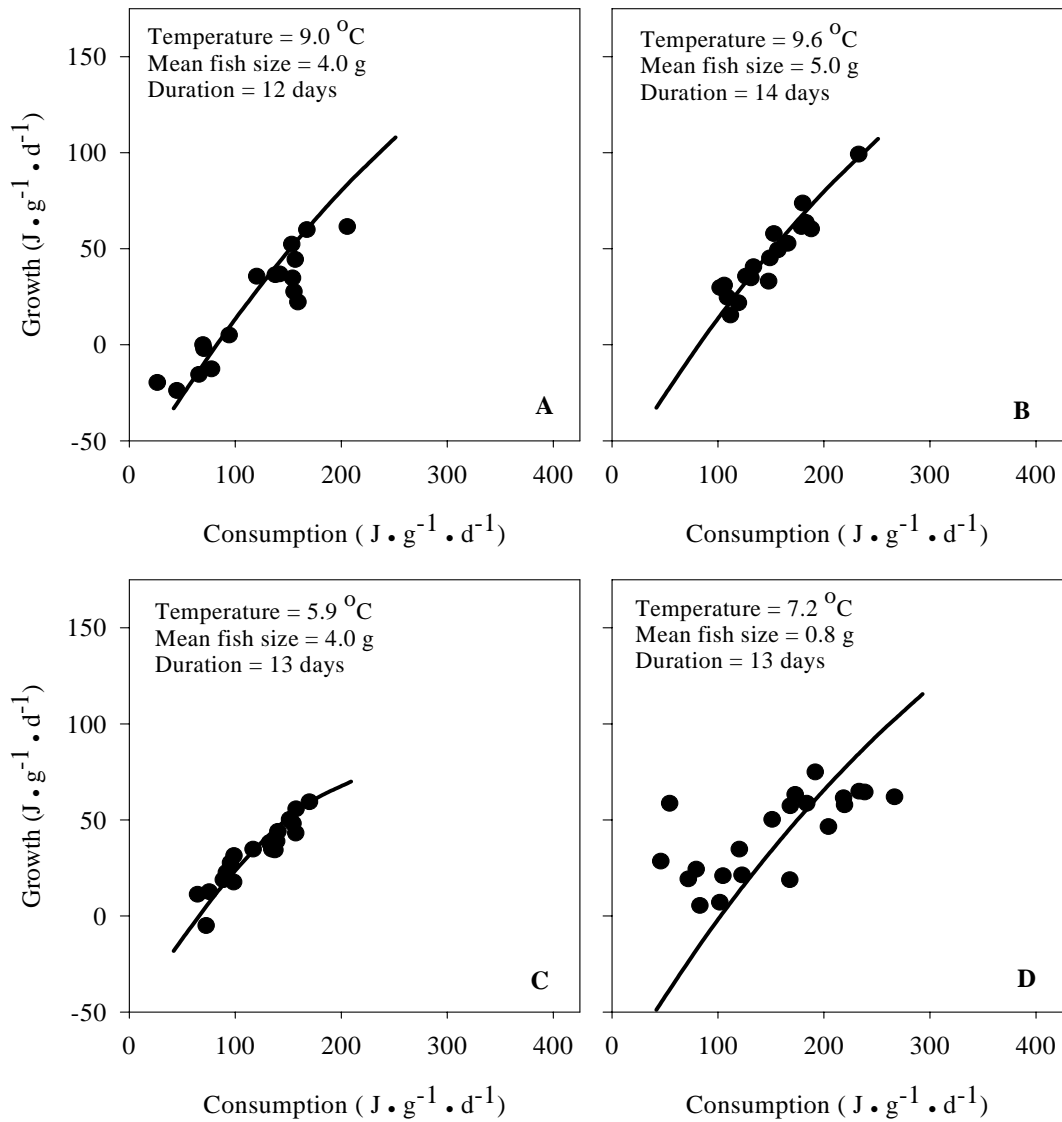 Temperature = 9.0 °C
Mean fish size = 4.0 g
Duration = 12 days
150
100
50
0
-50
Growth (J • g⁻¹ • d⁻¹)
A
0 100 200 300 400
Consumption ( J • g⁻¹ • d⁻¹)
Temperature = 9.6 °C
Mean fish size = 5.0 g
Duration = 14 days
B
0 100 200 300 400
Consumption ( J • g⁻¹ • d⁻¹)
Temperature = 5.9 °C
Mean fish size = 4.0 g
Duration = 13 days
150
100
50
0
-50
Growth (J • g⁻¹ • d⁻¹)
C
0 100 200 300 400
Consumption ( J • g⁻¹ • d⁻¹)
Temperature = 7.2 °C
Mean fish size = 0.8 g
Duration = 13 days
D
0 100 200 300 400
Consumption ( J • g⁻¹ • d⁻¹)